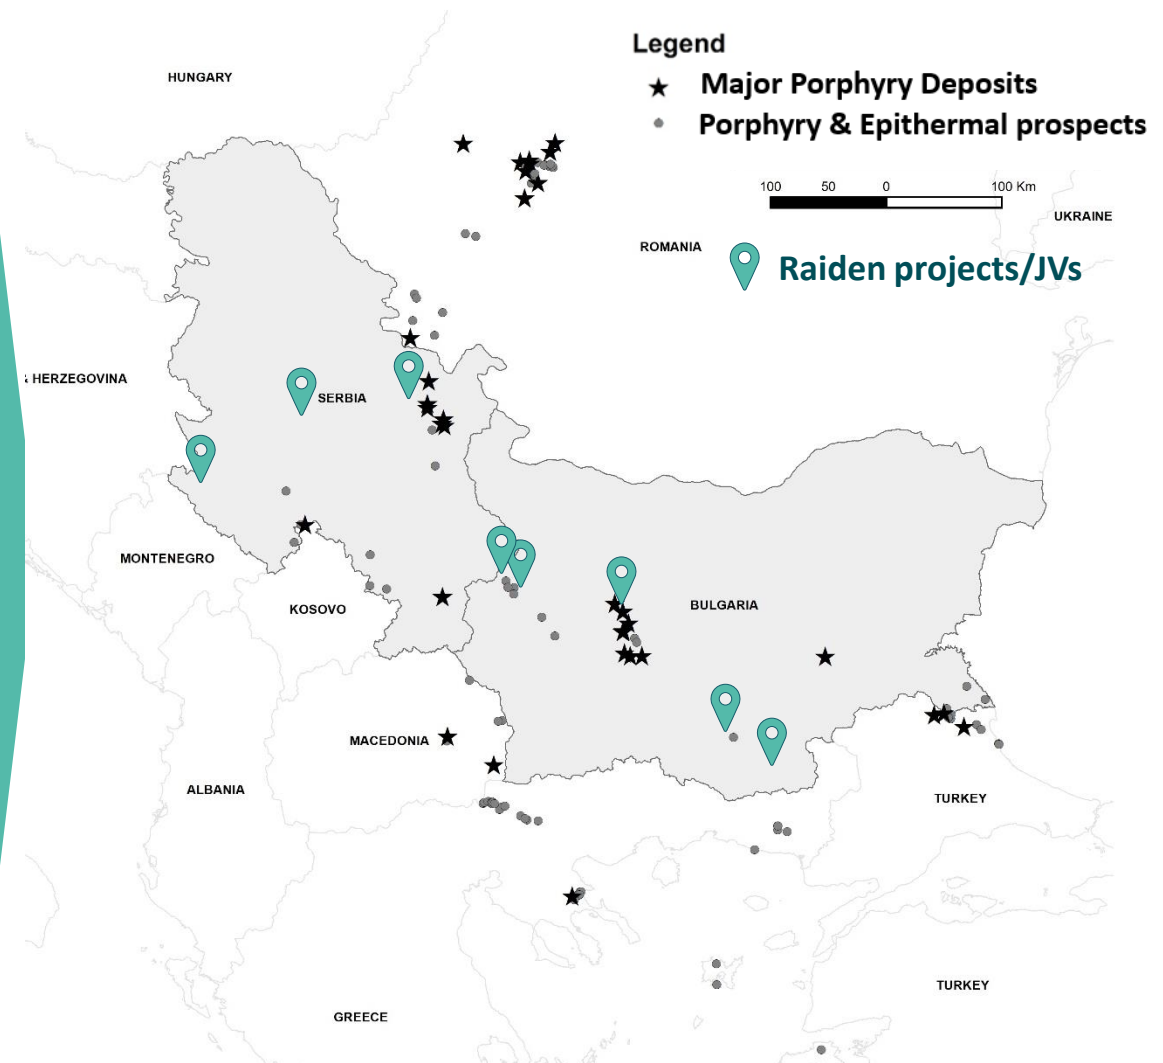 Legend
Major Porphyry Deposits
Porphyry & Epithermal prospects
100 50 0 100 Km
Raiden projects/JVs
HUNGARY
UKRAINE
ROMANIA
& HERZEGOVINA
SERBIA
MONTENEGRO
KOSOVO
BULGARIA
MACEDONIA
ALBANIA
TURKEY
TURKEY
GREECE